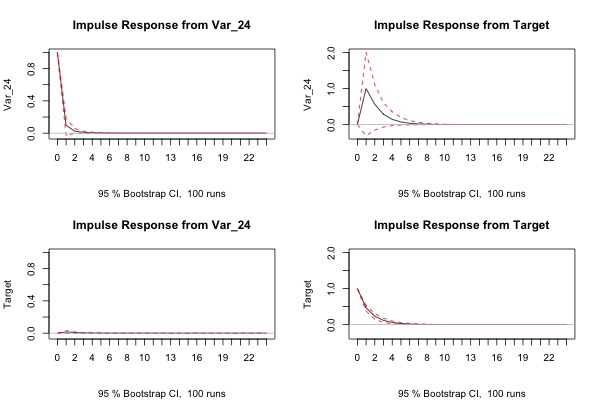 Impulse Response from Var_24
Var_24
0.0 0.4 0.8
0 2 4 6 8 10 13 16 19 22
95 % Bootstrap CI, 100 runs
Impulse Response from Target
Var_24
0.0 1.0 2.0
0 2 4 6 8 10 13 16 19 22
95 % Bootstrap CI, 100 runs
Impulse Response from Var_24
Target
0.0 0.4 0.8
0 2 4 6 8 10 13 16 19 22
95 % Bootstrap CI, 100 runs
Impulse Response from Target
Target
0.0 1.0 2.0
0 2 4 6 8 10 13 16 19 22
95 % Bootstrap CI, 100 runs